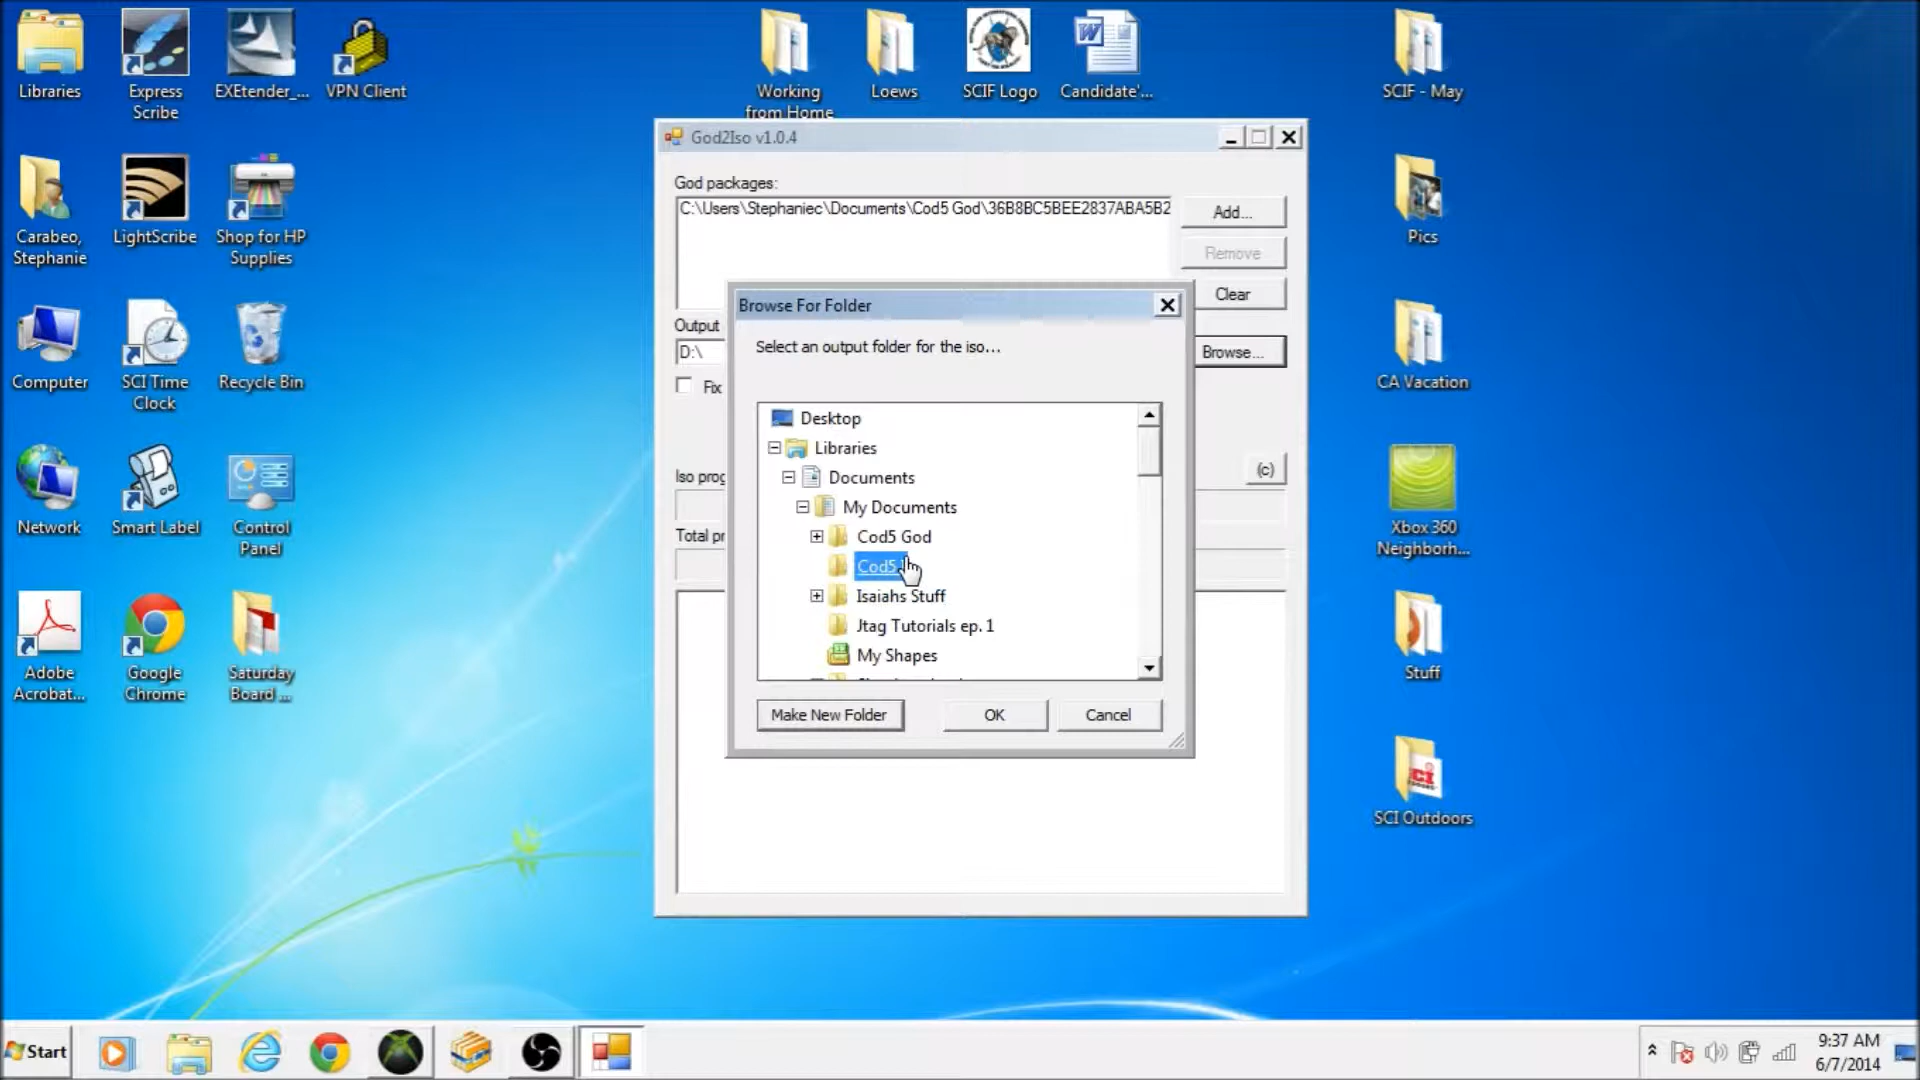 Libraries
Express
Scribe
EXEtender_...
VPN Client
Working
from Home
Loews
SCIF Logo
Candidate'...
SCIF - May
Carabeo,
Stephanie
LightScribe
Shop for HP
Supplies
Pics
Computer
SCI Time
Clock
Recycle Bin
CA Vacation
Network
Smart Label
Control
Panel
Xbox 360
Neighborh...
Adobe
Acrobat...
Google
Chrome
Saturday
Board ...
Stuff
SCI Outdoors
God2Iso v1.0.4
God packages:
C:\Users\Stephaniec\Documents\Cod5 God\36B8BC5BEE2837ABA5B2
Add...
Remove
Clear
Output
D:\
Browse...
Fix
Iso prog
(c)
Total pr
Browse For Folder
Select an output folder for the iso...
Desktop
Libraries
Documents
My Documents
Cod5 God
Cod5
Isaiahs Stuff
Jtag Tutorials ep. 1
My Shapes
Make New Folder
OK
Cancel
Start
9:37 AM
6/7/2014